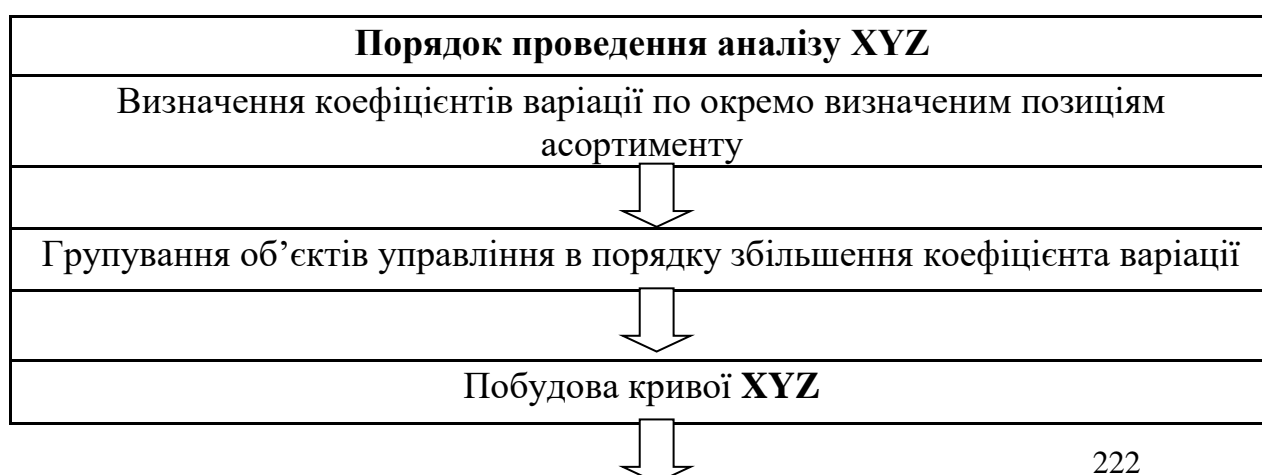 Порядок проведення аналізу XYZ
Визначення коефіцієнтів варіації по окремо визначеним позиціям
асортименту
Групування об’єктів управління в порядку збільшення коефіцієнта варіації
Побудова кривої XYZ
222